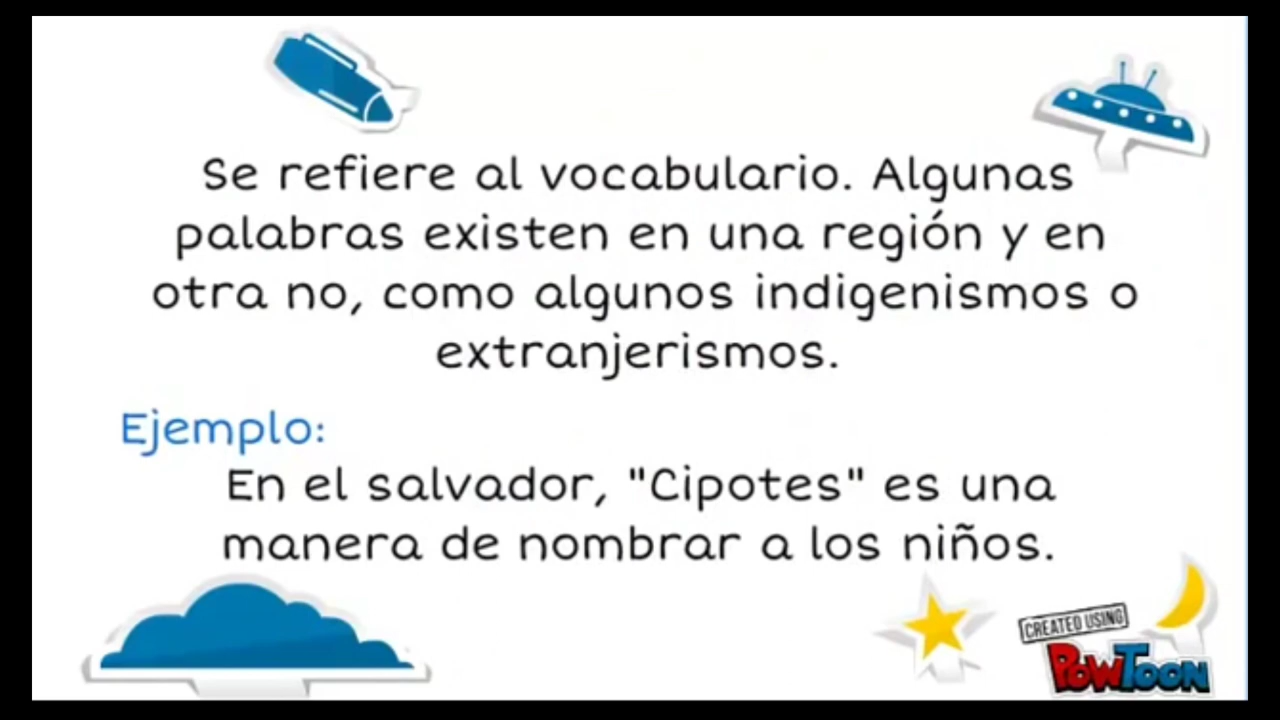 Se refiere al vocabulario. Algunas
palabras existen en una región y en
otra no, como algunos indigenismos o
extranjerismos.
Ejemplo:
En el salvador, "Cipotes" es una
manera de nombrar a los niños.
CREATED USING
POWTOON